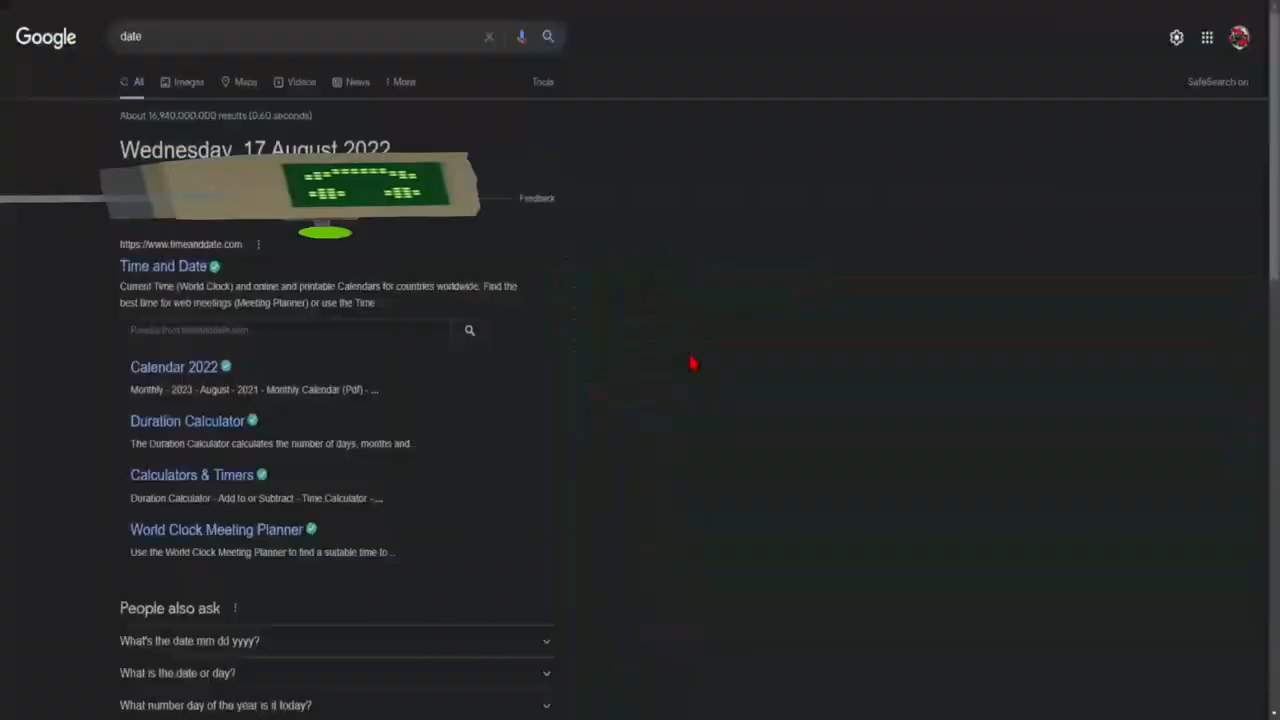 Google
date
All Images Maps Videos News More Tools
SafeSearch on
About 16,940,000,000 results (0.60 seconds)
Wednesday, 17 August 2022
Feedback
https://www.timeanddate.com
Time and Date
Current Time (World Clock) and online and printable Calendars for countries worldwide. Find the
best time for web meetings (Meeting Planner) or use the Time
Results from timeanddate.com
Calendar 2022
Monthly - 2023 - August - 2021 - Monthly Calendar (Pdf) - ...
Duration Calculator
The Duration Calculator calculates the number of days, months and
Calculators & Timers
Duration Calculator - Add to or Subtract - Time Calculator - ...
World Clock Meeting Planner
Use the World Clock Meeting Planner to find a suitable time to ...
People also ask
What's the date mm dd yyyy?
What is the date or day?
What number day of the year is it today?